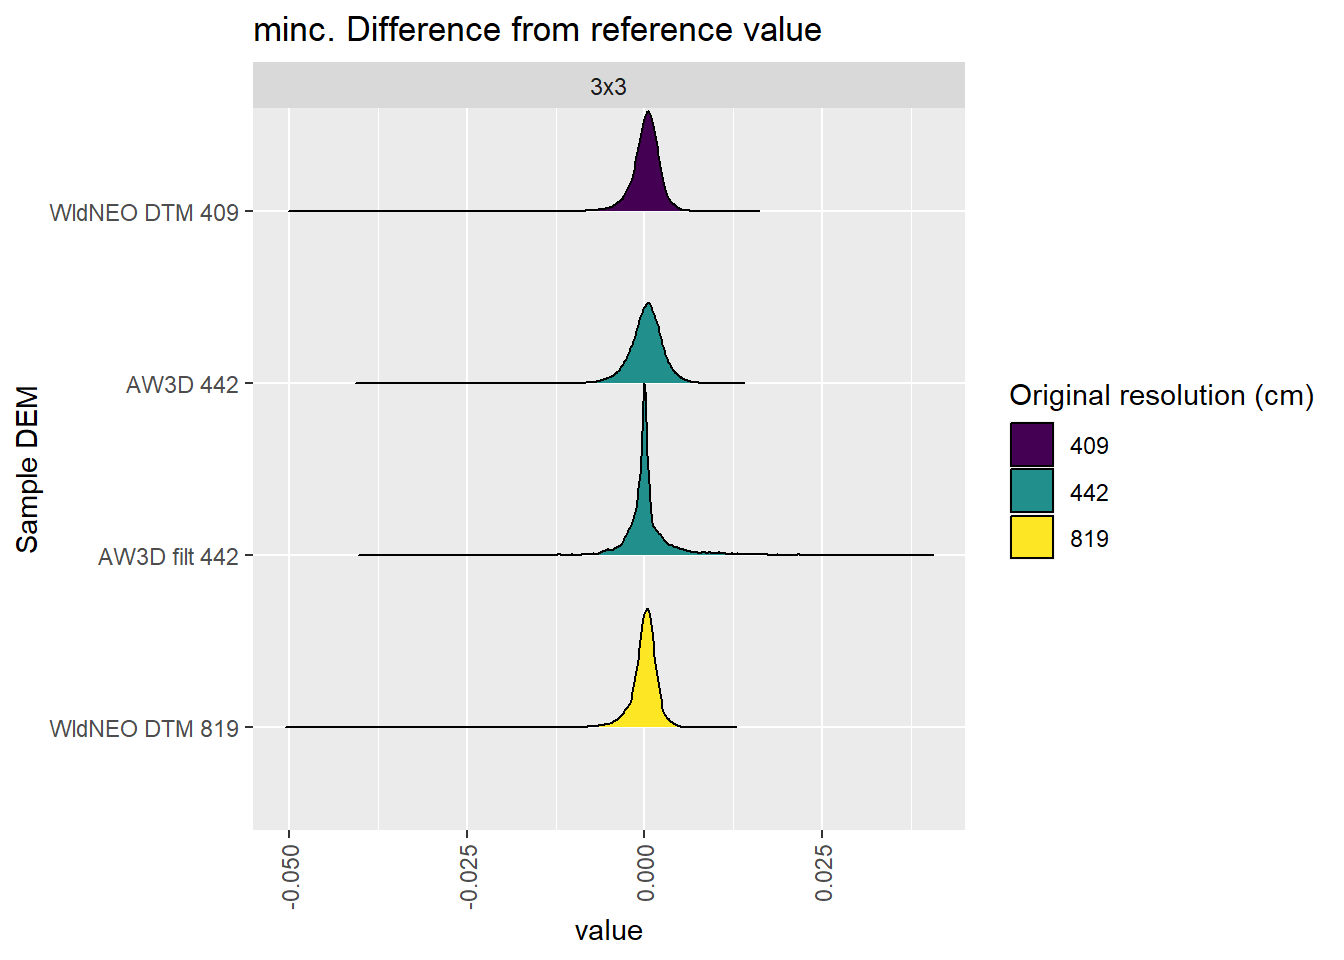 minc. Difference from reference value
3x3
WldNEO DTM 409
AW3D 442
AW3D filt 442
WldNEO DTM 819
Sample DEM
-0.050
-0.025
0.000
0.025
value
Original resolution (cm)
409
442
819